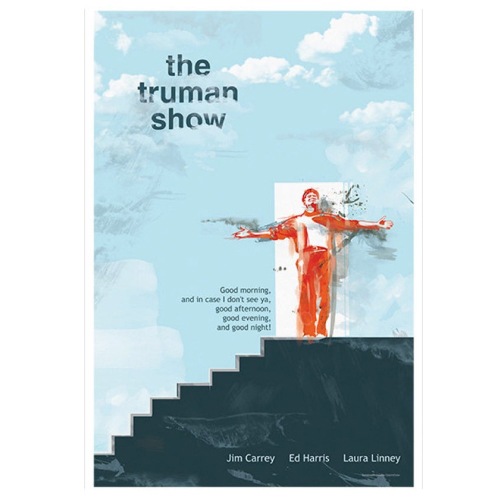 the
truman
show
Good morning,
and in case I don't see ya,
good afternoon,
good evening,
and good night!
Jim Carrey Ed Harris Laura Linney